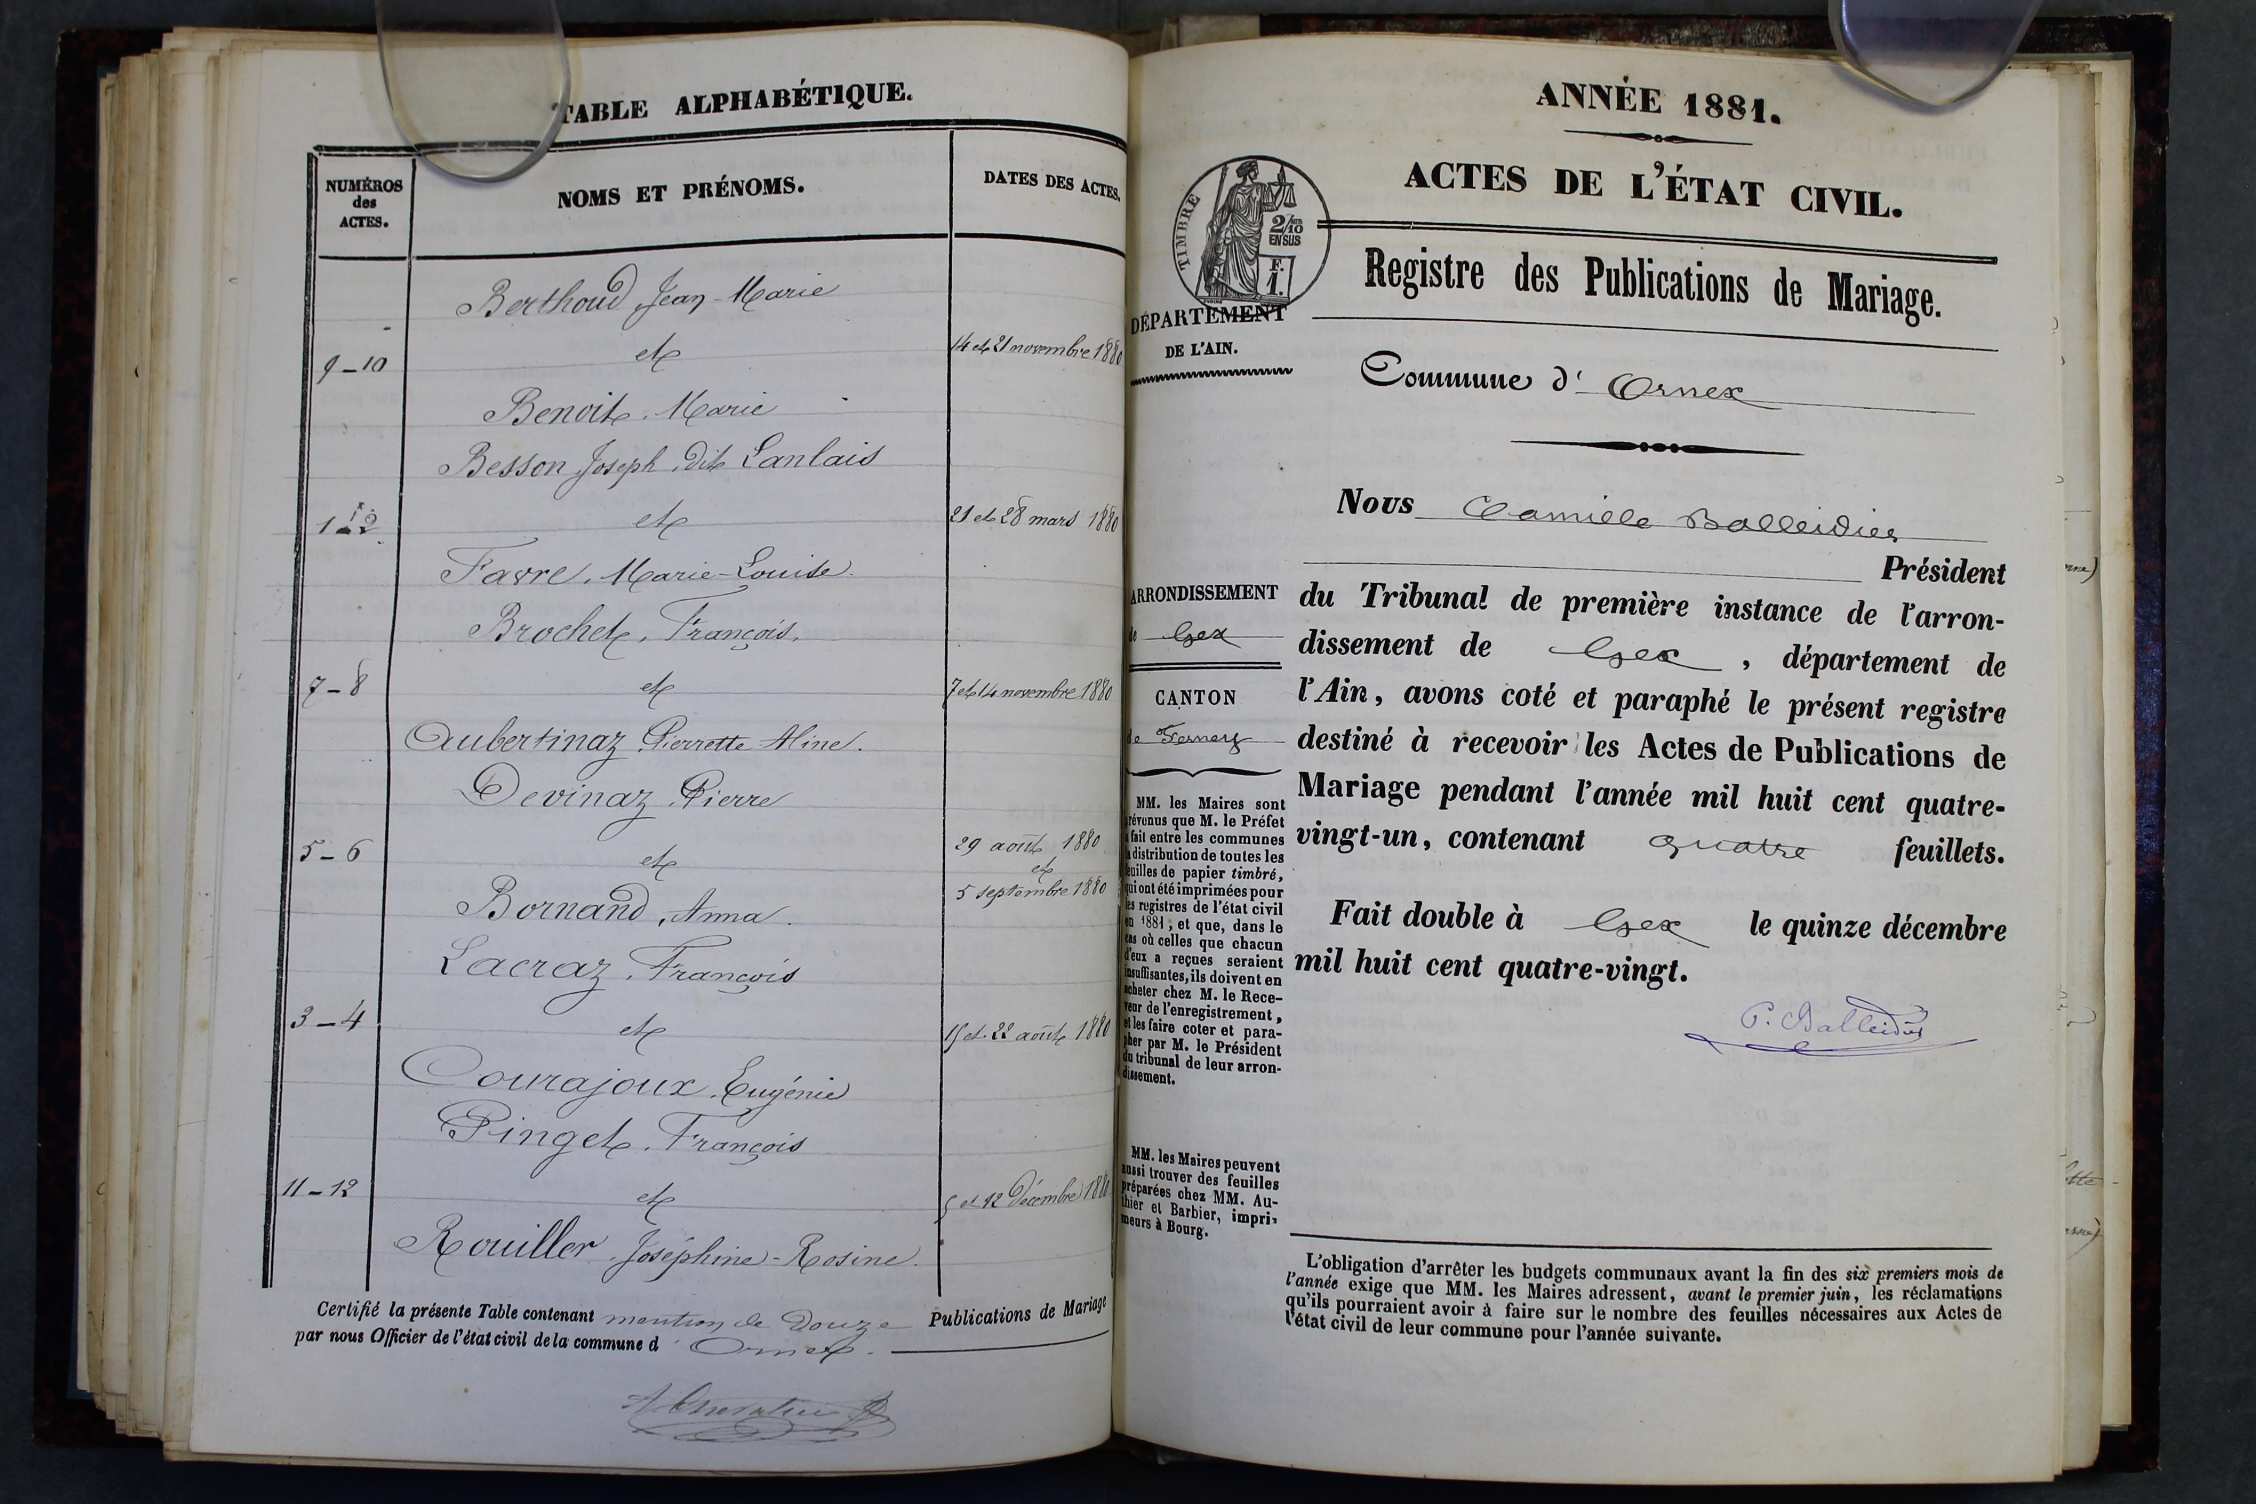 TABLE ALPHABÉTIQUE.
NUMÉROS
des
ACTES.
NOMS ET PRÉNOMS.
DATES DES ACTES.
Berthoud Jean-Marie
9-10 et 14 et 21 novembre 1880
Benoit, Marie
Besson Joseph, dit Lanlais
1-2 et 21 et 28 mars 1880
Favre, Marie-Louise
Brochet, François,
7-8 et 7 et 14 novembre 1880
Aubertinaz Pierrette Aline.
Devinaz, Pierre
5-6 et 29 août 1880
et
5 septembre 1880
Bornand, Anna.
Lacraz, François
3-4 et 15 et 22 août 1880
Courajoux, Eugénie
Pinget, François
11-12 et 5 et 12 décembre 1880
Rouiller, Joséphine-Rosine.
Certifié la présente Table contenant mention de Douze Publications de Mariage
par nous Officier de l'état civil de la commune d' Ornex.
ANNÉE 1881.
ACTES DE L'ÉTAT CIVIL.
TIMBRE
2/10
EN SUS
F.
1.
Registre des Publications de Mariage.
DÉPARTEMENT
DE L'AIN.
Commune d' Ornex
Nous Camille Balleidier
Président
du Tribunal de première instance de l'arron-
dissement de Gex, département de
l'Ain, avons coté et paraphé le présent registre
destiné à recevoir les Actes de Publications de
Mariage pendant l'année mil huit cent quatre-
vingt-un, contenant quatre feuillets.
Fait double à Gex le quinze décembre
mil huit cent quatre-vingt.
C. Balleidier
ARRONDISSEMENT
de Gex
CANTON
de Ferney
MM. les Maires sont
prévenus que M. le Préfet
a fait entre les communes
la distribution de toutes les
feuilles de papier timbré,
qui ont été imprimées pour
les registres de l'état civil
en 1881; et que, dans le
cas où celles que chacun
d'eux a reçues seraient
insuffisantes, ils doivent en
acheter chez M. le Rece-
veur de l'enregistrement,
et les faire coter et para-
pher par M. le Président
du tribunal de leur arron-
dissement.
MM. les Maires peuvent
aussi trouver des feuilles
préparées chez MM. Au-
thier et Barbier, impri-
meurs à Bourg.
L'obligation d'arrêter les budgets communaux avant la fin des six premiers mois de
l'année exige que MM. les Maires adressent, avant le premier juin, les réclamations
qu'ils pourraient avoir à faire sur le nombre des feuilles nécessaires aux Actes de
l'état civil de leur commune pour l'année suivante.